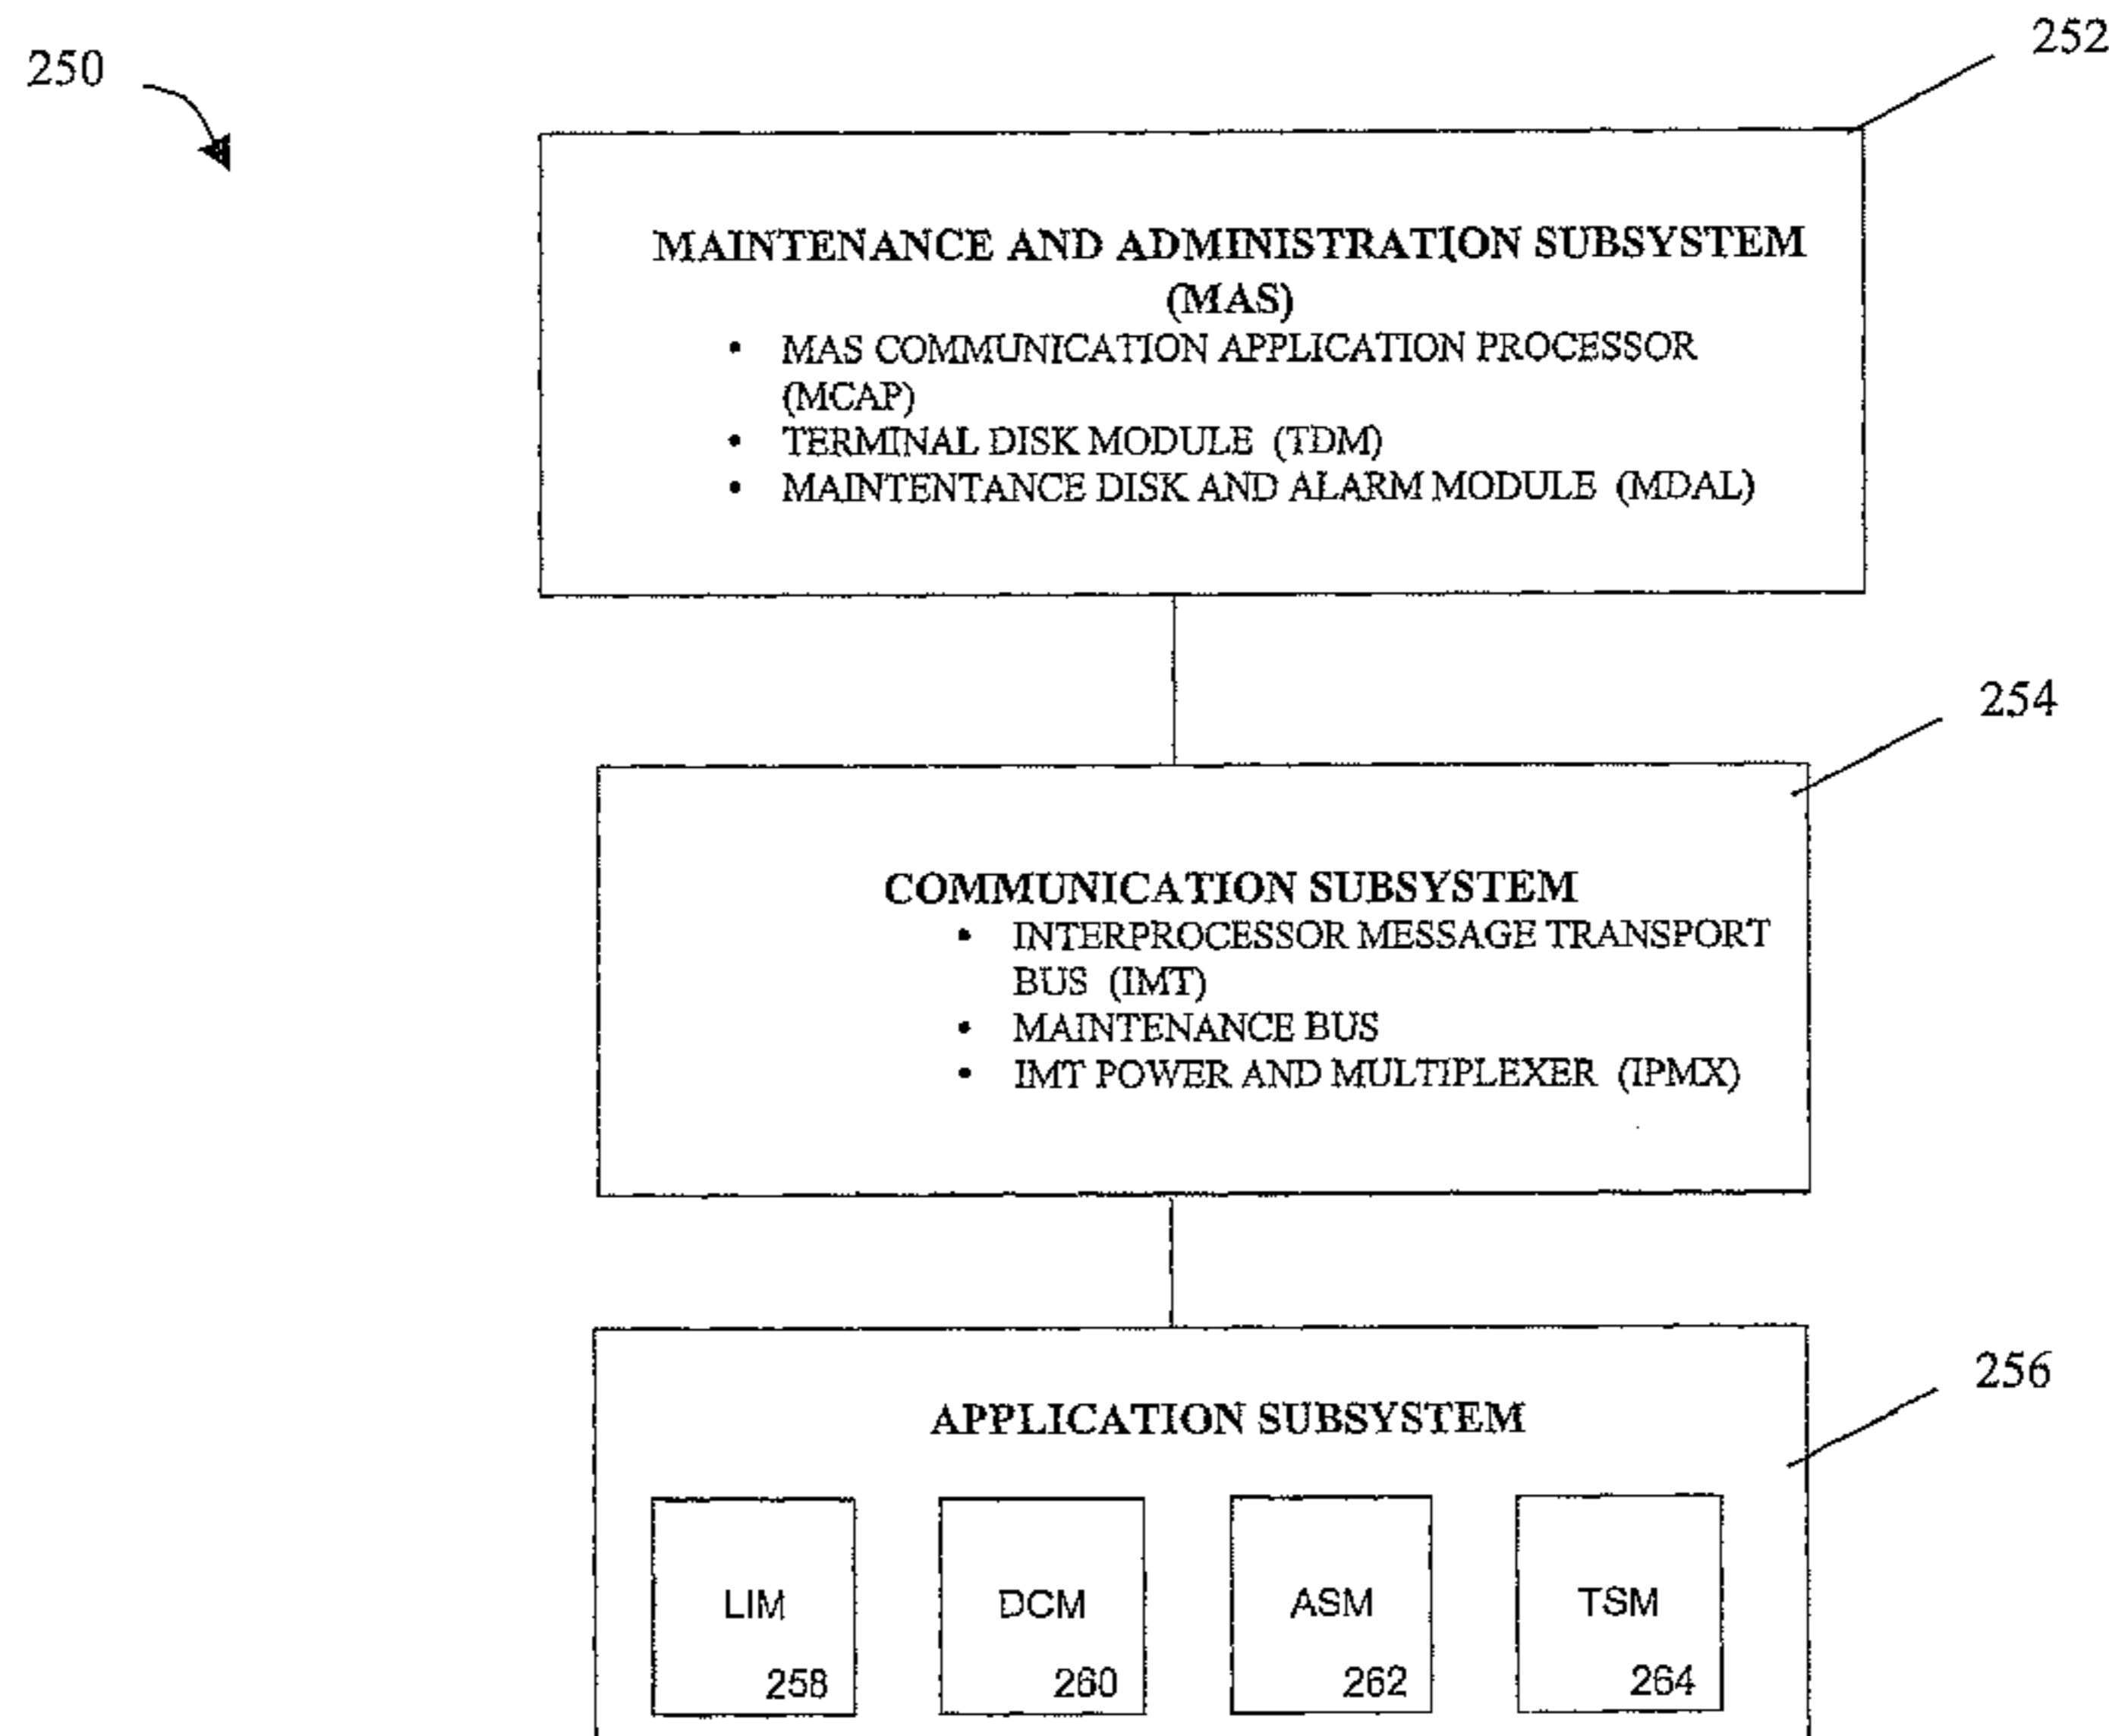 250
252
MAINTENANCE AND ADMINISTRATION SUBSYSTEM
(MAS)
• MAS COMMUNICATION APPLICATION PROCESSOR
(MCAP)
• TERMINAL DISK MODULE (TDM)
• MAINTENTANCE DISK AND ALARM MODULE (MDAL)
254
COMMUNICATION SUBSYSTEM
• INTERPROCESSOR MESSAGE TRANSPORT
BUS (IMT)
• MAINTENANCE BUS
• IMT POWER AND MULTIPLEXER (IPMX)
256
APPLICATION SUBSYSTEM
LIM
258
DCM
260
ASM
262
TSM
264